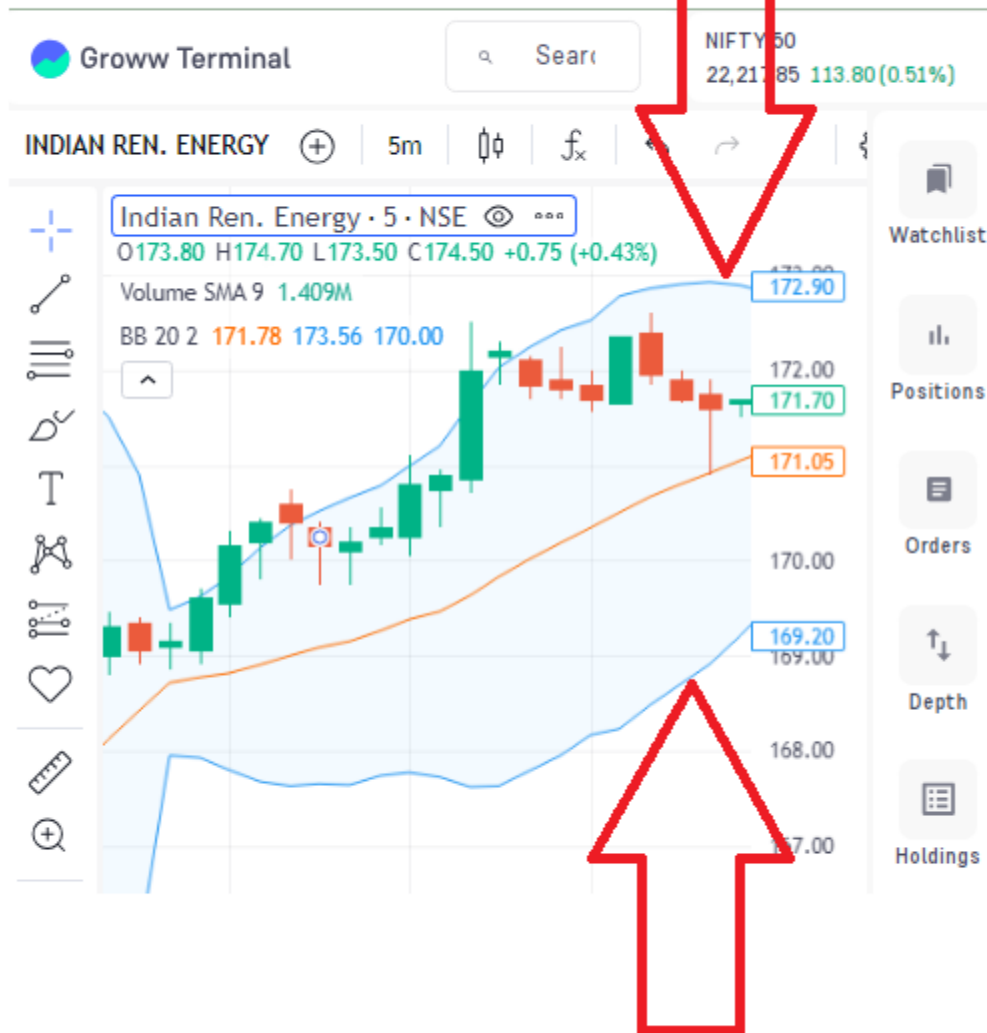 Groww Terminal
Searc
NIFTY 50
22,217.85 113.80 (0.51%)
INDIAN REN. ENERGY
5m
fx
Indian Ren. Energy · 5 · NSE
O173.80 H174.70 L173.50 C174.50 +0.75 (+0.43%)
Volume SMA 9 1.409M
BB 20 2 171.78 173.56 170.00
172.90
172.00
171.70
171.05
170.00
169.20
169.00
168.00
T
Watchlist
Positions
Orders
Depth
Holdings